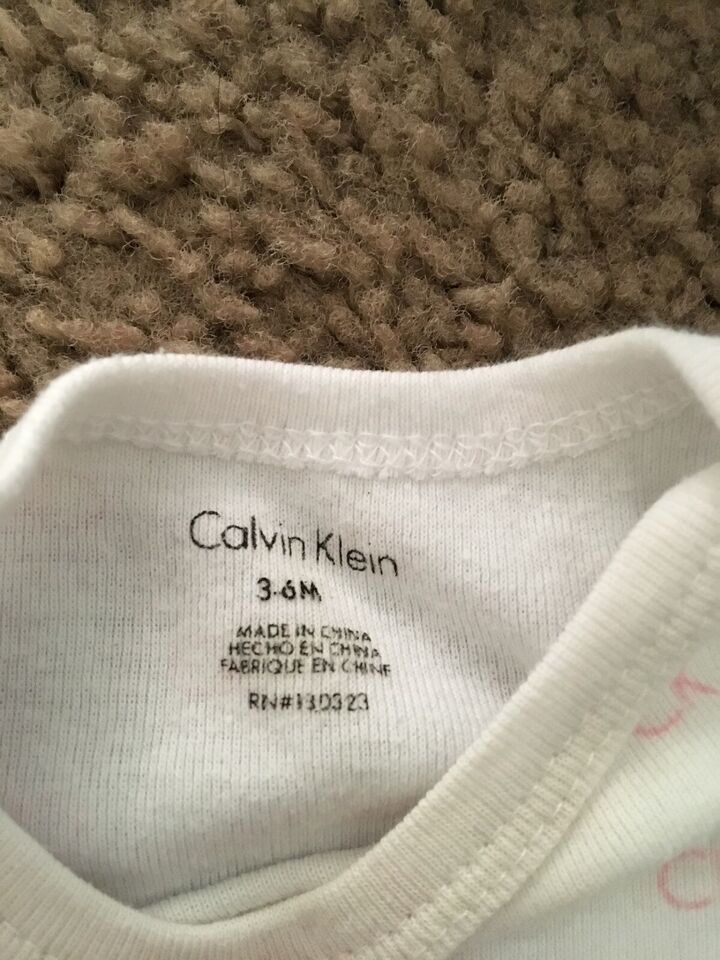 Calvin Klein
3-6M
MADE IN CHINA
HECHO EN CHINA
FABRIQUE EN CHINE
RN#130323